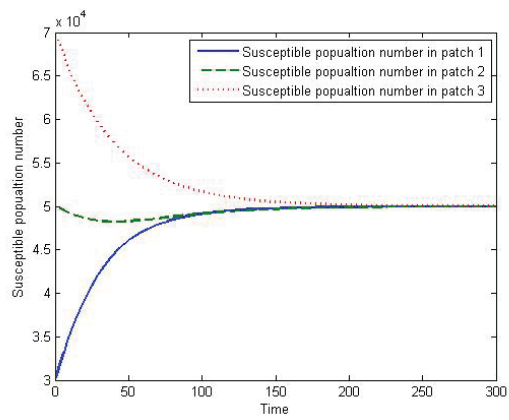 x 10⁴
7
6.5
6
5.5
5
4.5
4
3.5
3
0
50
100
150
200
250
300
Time
Susceptible popualtion number
Susceptible popualtion number in patch 1
Susceptible popualtion number in patch 2
Susceptible popualtion number in patch 3